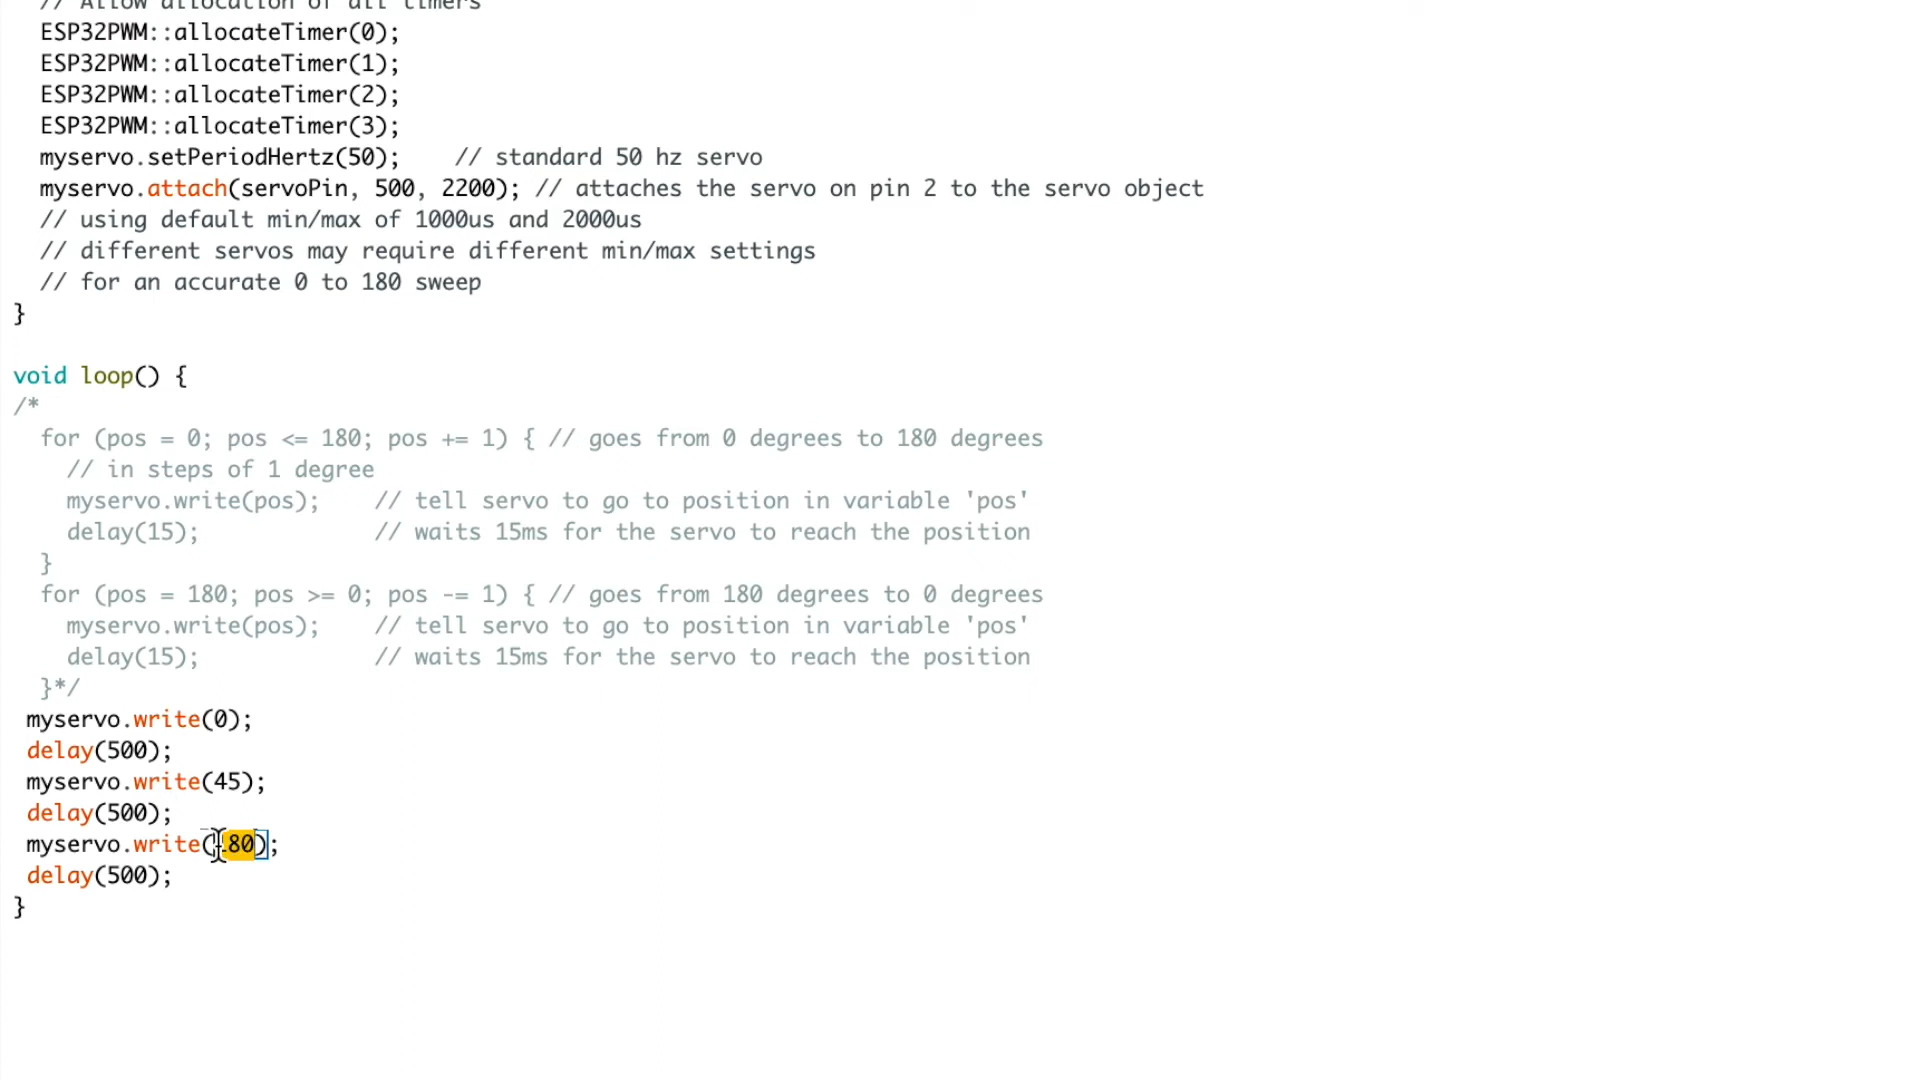 // Allow allocation of all timers
ESP32PWM::allocateTimer(0);
ESP32PWM::allocateTimer(1);
ESP32PWM::allocateTimer(2);
ESP32PWM::allocateTimer(3);
myservo.setPeriodHertz(50);    // standard 50 hz servo
myservo.attach(servoPin, 500, 2200); // attaches the servo on pin 2 to the servo object
// using default min/max of 1000us and 2000us
// different servos may require different min/max settings
// for an accurate 0 to 180 sweep
}
void loop() {
/*
for (pos = 0; pos <= 180; pos += 1) { // goes from 0 degrees to 180 degrees
// in steps of 1 degree
myservo.write(pos);    // tell servo to go to position in variable 'pos'
delay(15);             // waits 15ms for the servo to reach the position
}
for (pos = 180; pos >= 0; pos -= 1) { // goes from 180 degrees to 0 degrees
myservo.write(pos);    // tell servo to go to position in variable 'pos'
delay(15);             // waits 15ms for the servo to reach the position
}*/
myservo.write(0);
delay(500);
myservo.write(45);
delay(500);
myservo.write(180);
delay(500);
}